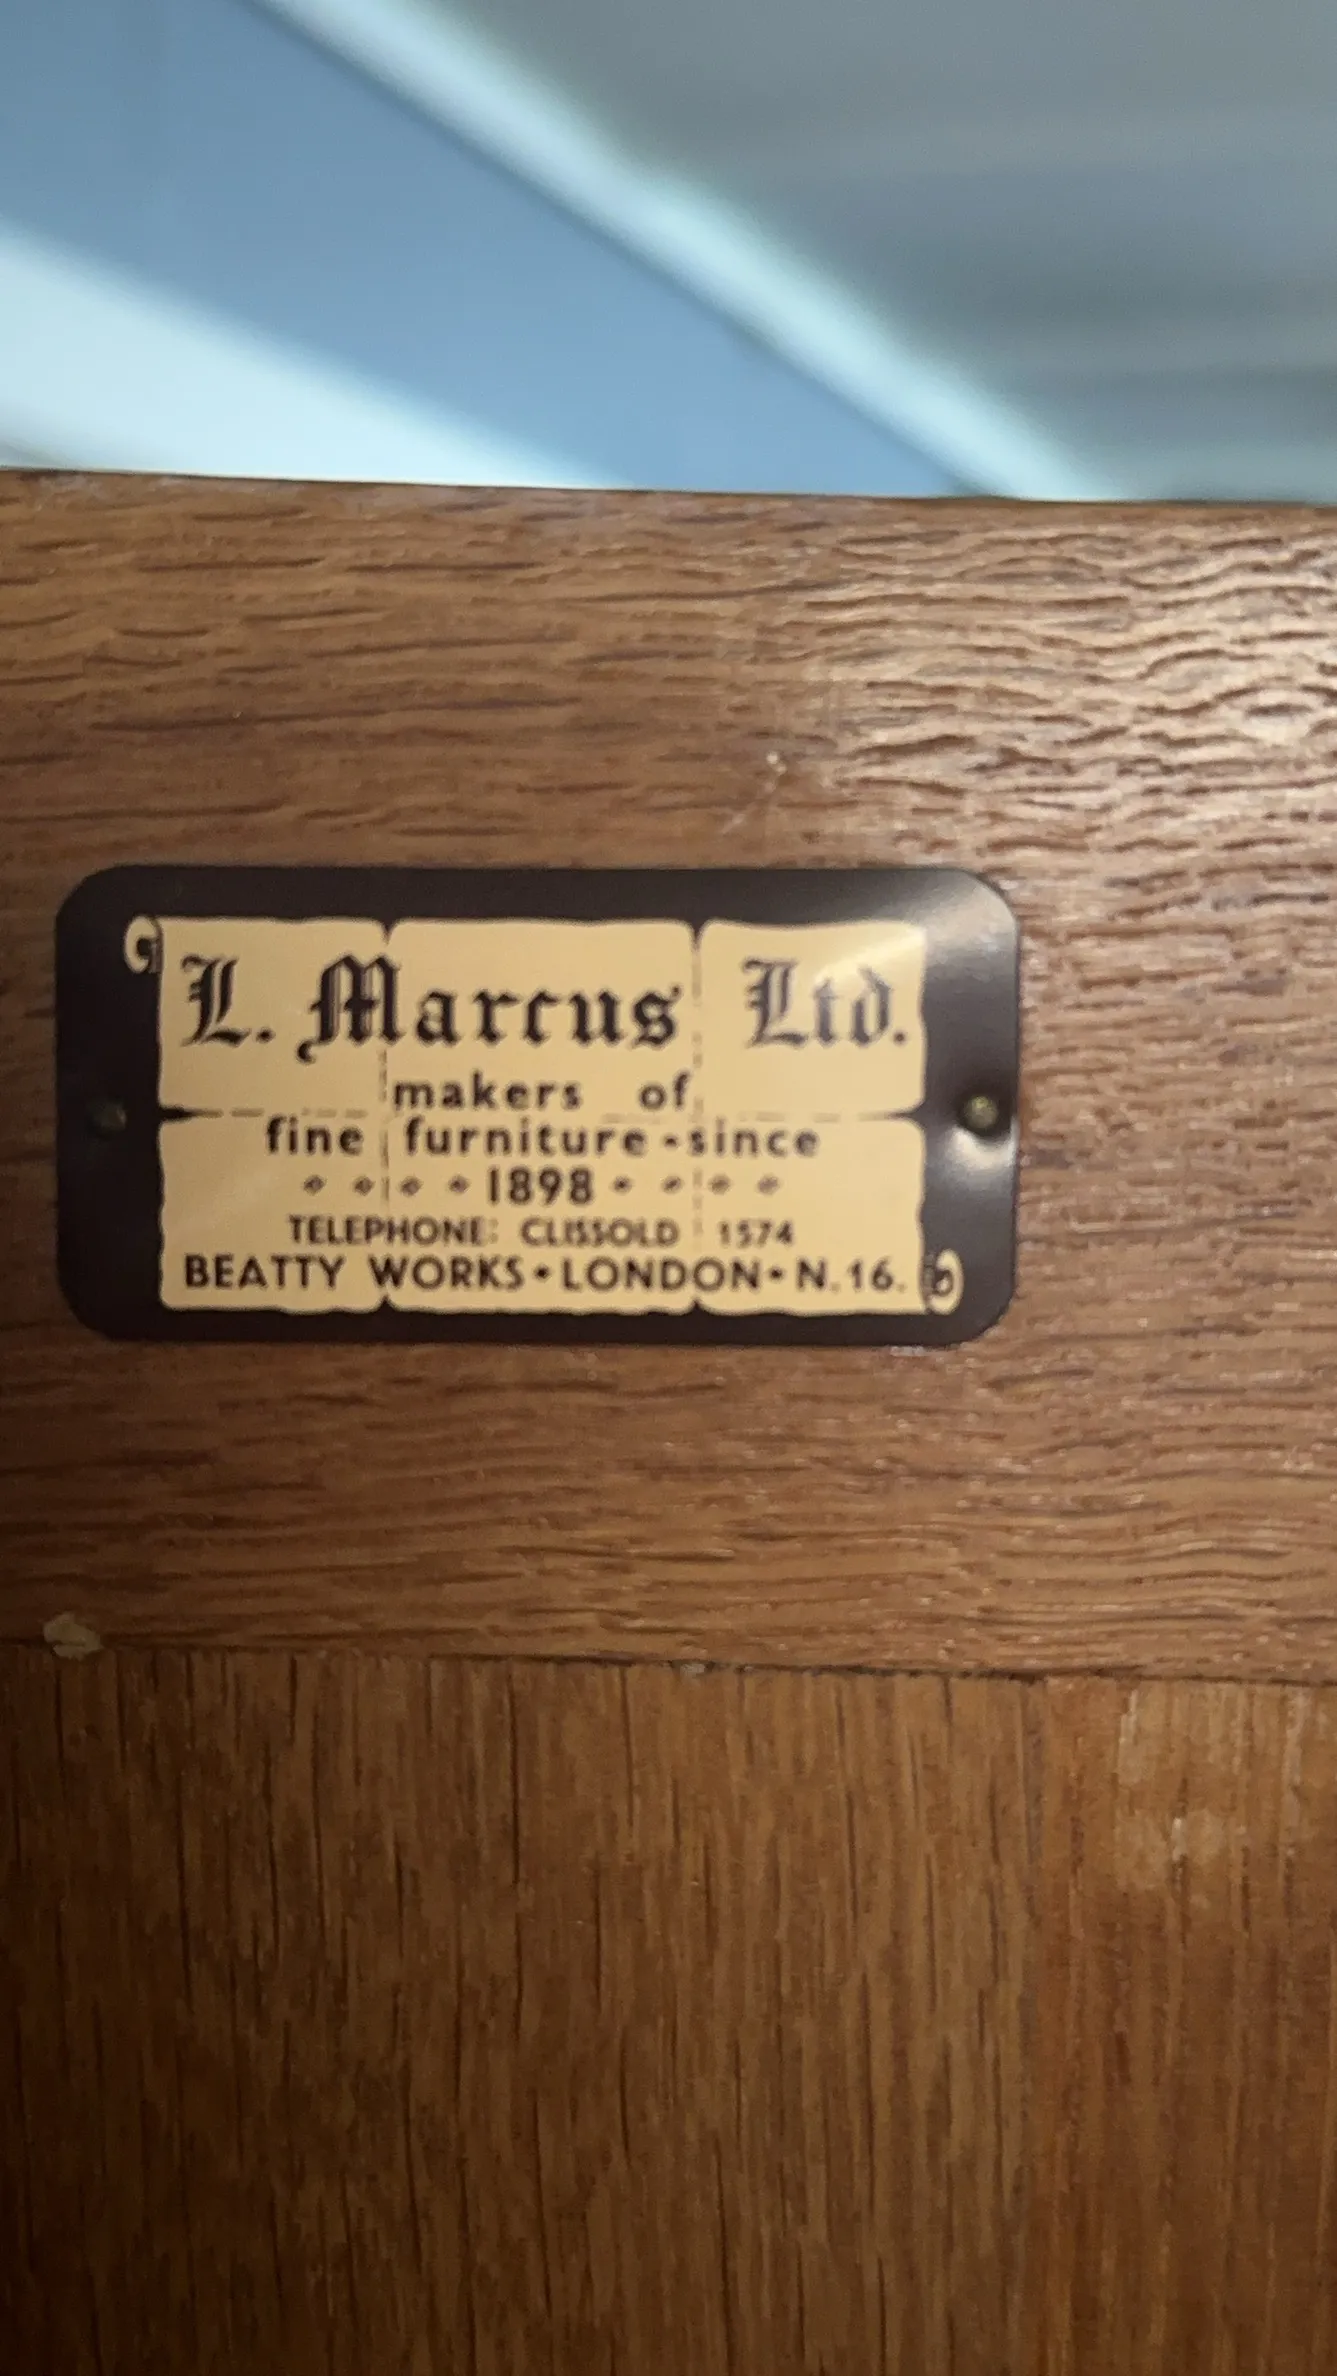 L. Marcus Ltd.
makers of
fine furniture - since
1898
TELEPHONE: CLISSOLD 1574
BEATTY WORKS • LONDON • N.16.